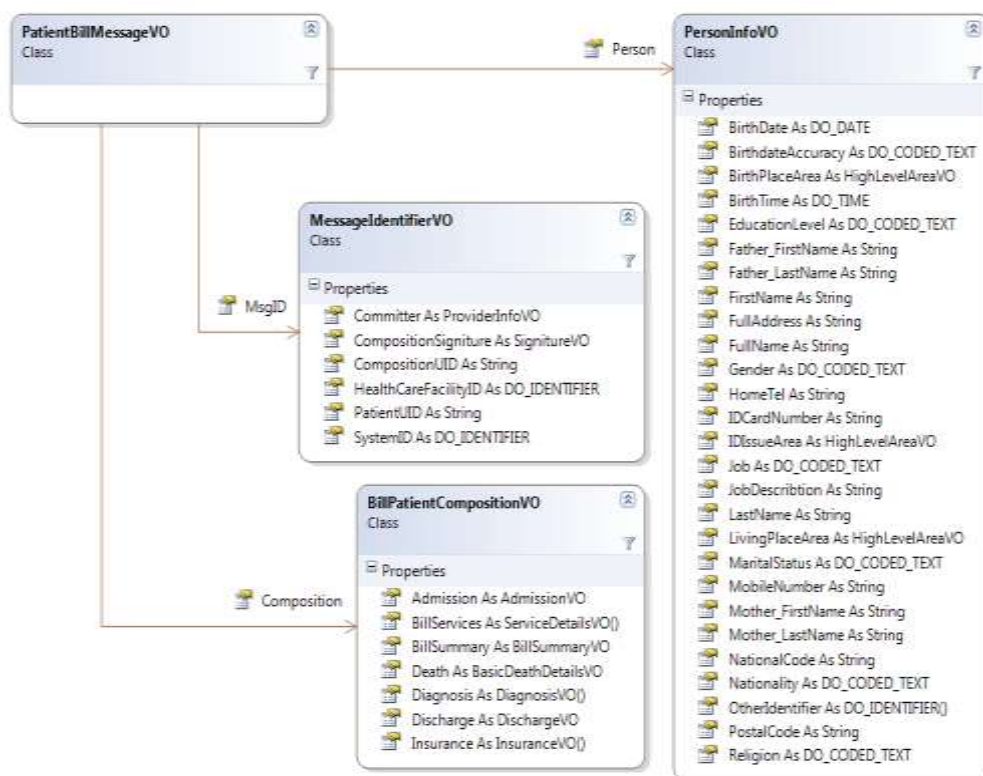 PatientBillMessageVO
Class
Person
MsgID
Composition
MessageIdentifierVO
Class
Properties
Committer As ProviderInfoVO
CompositionSigniture As SignitureVO
CompositionUID As String
HealthCareFacilityID As DO_IDENTIFIER
PatientUID As String
SystemID As DO_IDENTIFIER
BillPatientCompositionVO
Class
Properties
Admission As AdmissionVO
BillServices As ServiceDetailsVO()
BillSummary As BillSummaryVO
Death As BasicDeathDetailsVO
Diagnosis As DiagnosisVO()
Discharge As DischargeVO
Insurance As InsuranceVO()
PersonInfoVO
Class
Properties
BirthDate As DO_DATE
BirthdateAccuracy As DO_CODED_TEXT
BirthPlaceArea As HighLevelAreaVO
BirthTime As DO_TIME
EducationLevel As DO_CODED_TEXT
Father_FirstName As String
Father_LastName As String
FirstName As String
FullAddress As String
FullName As String
Gender As DO_CODED_TEXT
HomeTel As String
IDCardNumber As String
IDIssueArea As HighLevelAreaVO
Job As DO_CODED_TEXT
JobDescribtion As String
LastName As String
LivingPlaceArea As HighLevelAreaVO
MaritalStatus As DO_CODED_TEXT
MobileNumber As String
Mother_FirstName As String
Mother_LastName As String
NationalCode As String
Nationality As DO_CODED_TEXT
OtherIdentifier As DO_IDENTIFIER()
PostalCode As String
Religion As DO_CODED_TEXT